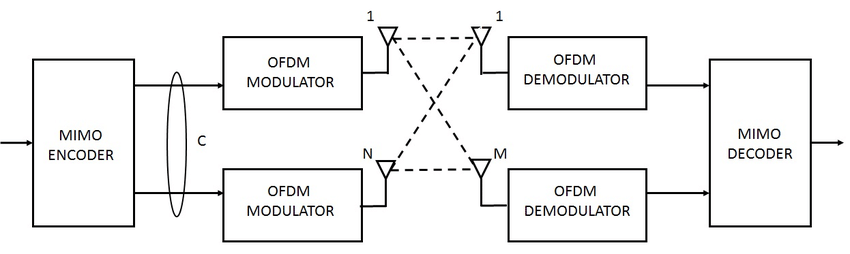 1
1
OFDM
MODULATOR
OFDM
DEMODULATOR
MIMO
ENCODER
C
MIMO
DECODER
N
M
OFDM
MODULATOR
OFDM
DEMODULATOR